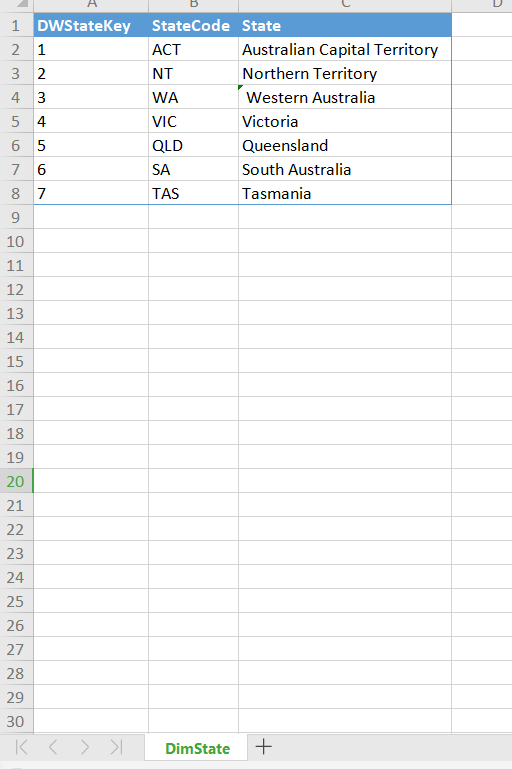 A B C D
1 DWStateKey StateCode State
2 1 ACT Australian Capital Territory
3 2 NT Northern Territory
4 3 WA Western Australia
5 4 VIC Victoria
6 5 QLD Queensland
7 6 SA South Australia
8 7 TAS Tasmania
9
10
11
12
13
14
15
16
17
18
19
20
21
22
23
24
25
26
27
28
29
30
DimState